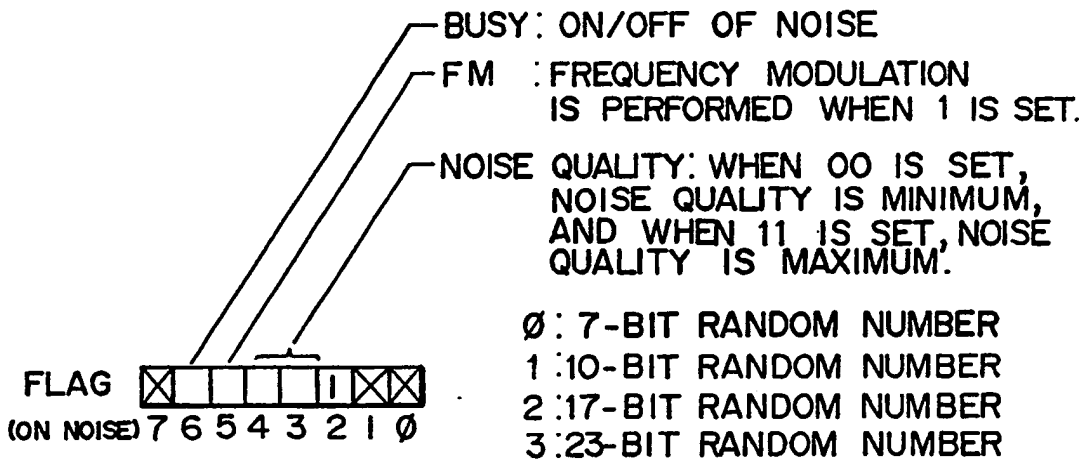 BUSY: ON/OFF OF NOISE
FM : FREQUENCY MODULATION
IS PERFORMED WHEN 1 IS SET.
NOISE QUALITY: WHEN 00 IS SET,
NOISE QUALITY IS MINIMUM,
AND WHEN 11 IS SET, NOISE
QUALITY IS MAXIMUM.
Ø: 7-BIT RANDOM NUMBER
1 :10-BIT RANDOM NUMBER
2 :17-BIT RANDOM NUMBER
3 :23-BIT RANDOM NUMBER
FLAG 1
(ON NOISE) 7 6 5 4 3 2 1 Ø